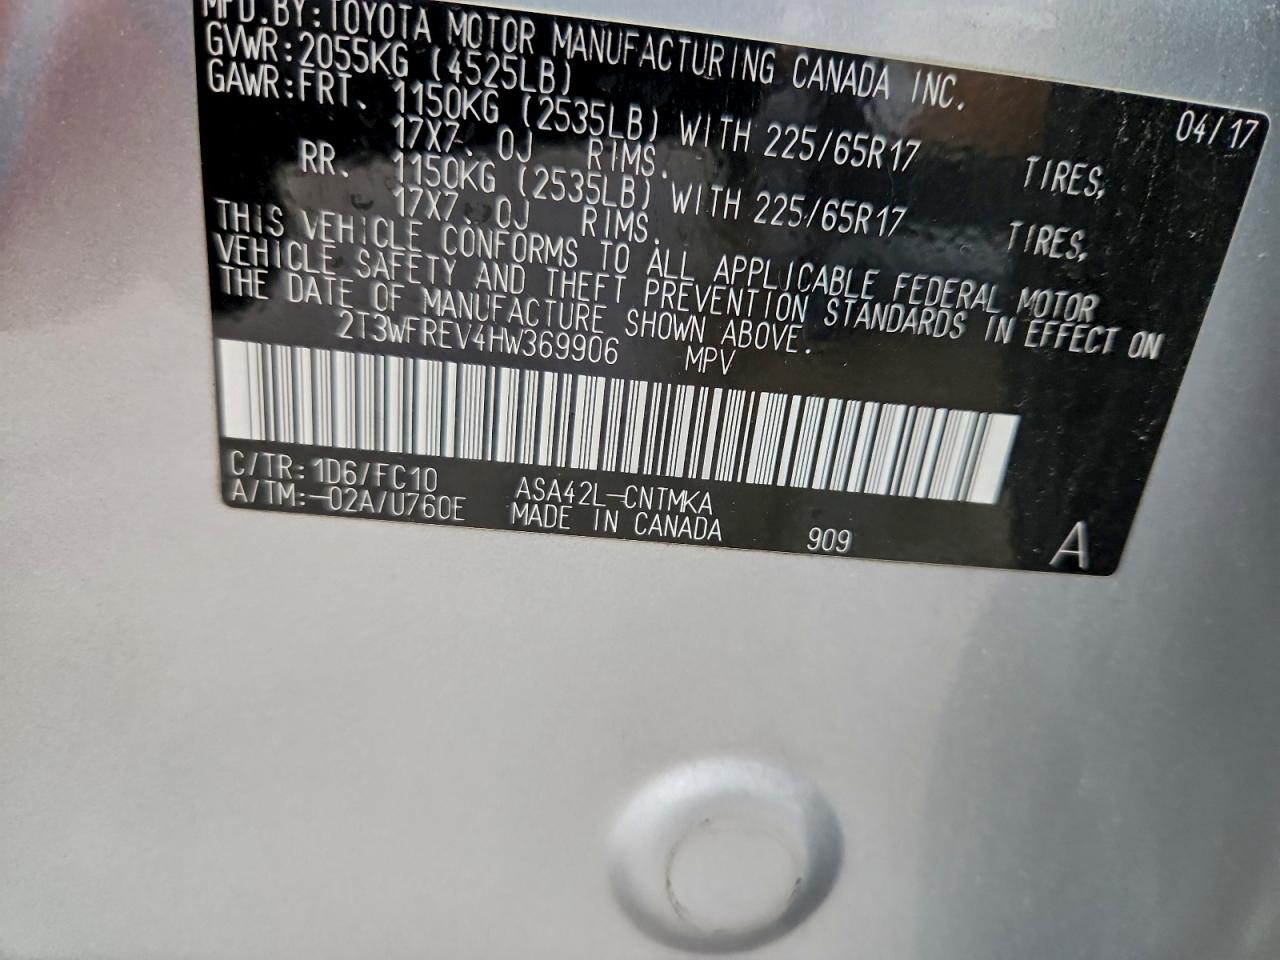 MFD.BY:TOYOTA MOTOR MANUFACTURING CANADA INC.
04/17
GVWR:2055KG (4525LB)
GAWR:FRT. 1150KG (2535LB) WITH 225/65R17 TIRES,
17X7.0J RIMS.
RR. 1150KG (2535LB) WITH 225/65R17 TIRES,
17X7.0J RIMS.
THIS VEHICLE CONFORMS TO ALL APPLICABLE FEDERAL MOTOR
VEHICLE SAFETY AND THEFT PREVENTION STANDARDS IN EFFECT ON
THE DATE OF MANUFACTURE SHOWN ABOVE.
2T3WFREV4HW369906 MPV
C/TR:1D6/FC10 ASA42L-CNTMKA
A/TM:-02A/U760E MADE IN CANADA 909 A